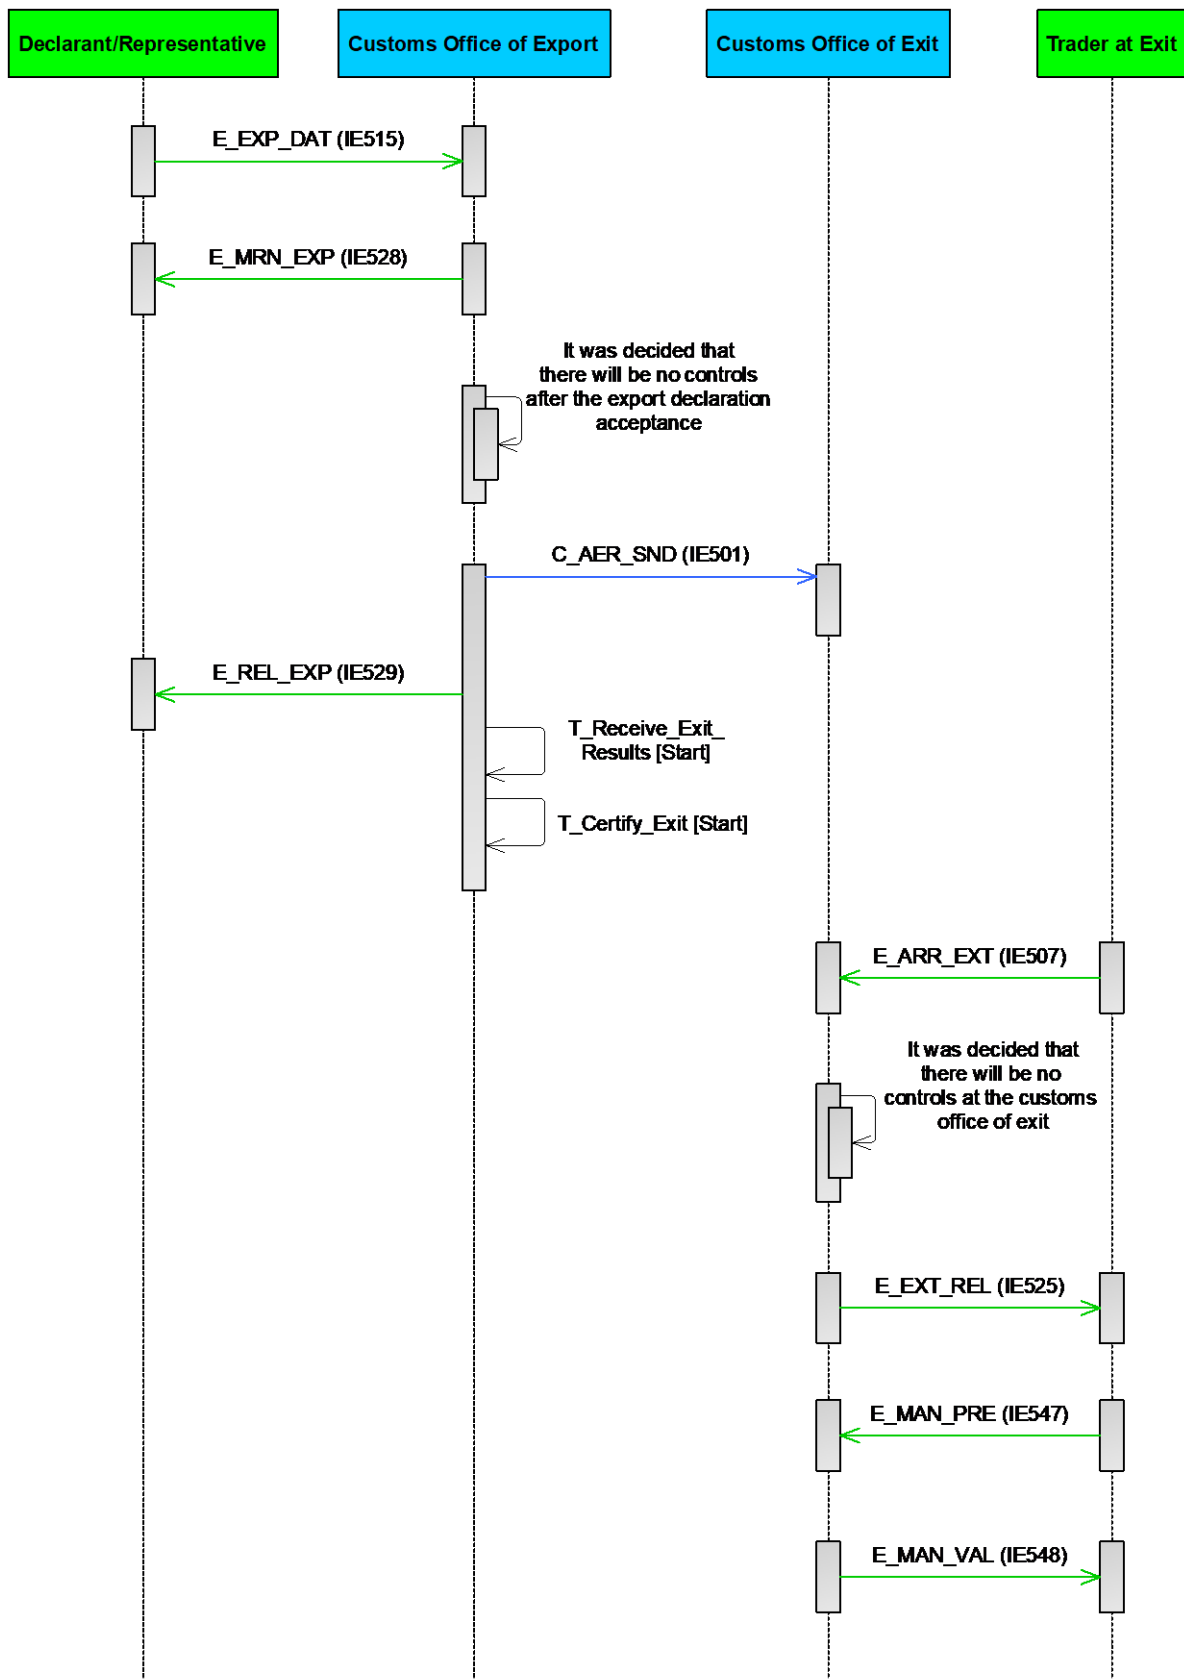 Declarant/Representative
Customs Office of Export
Customs Office of Exit
Trader at Exit
E_EXP_DAT (IE515)
E_MRN_EXP (IE528)
It was decided that
there will be no controls
after the export declaration
acceptance
C_AER_SND (IE501)
E_REL_EXP (IE529)
T_Receive_Exit_
Results [Start]
T_Certify_Exit [Start]
E_ARR_EXT (IE507)
It was decided that
there will be no
controls at the customs
office of exit
E_EXT_REL (IE525)
E_MAN_PRE (IE547)
E_MAN_VAL (IE548)